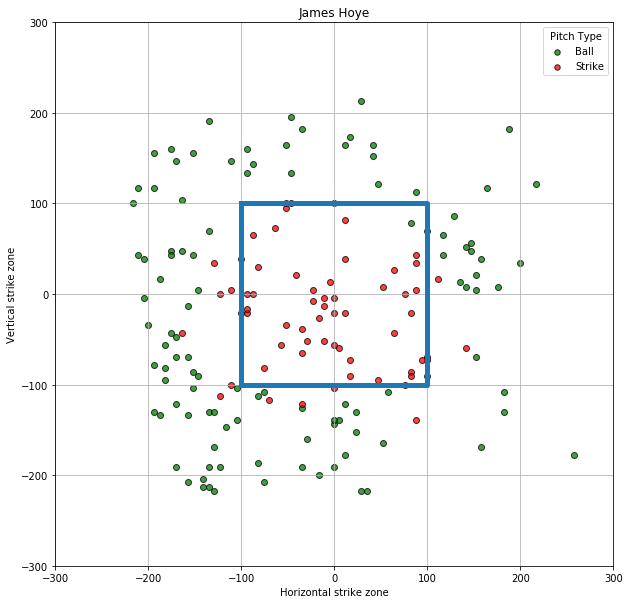 James Hoye
Pitch Type
Ball
Strike
300
200
100
0
−100
−200
−300
Vertical strike zone
−300 −200 −100 0 100 200 300
Horizontal strike zone